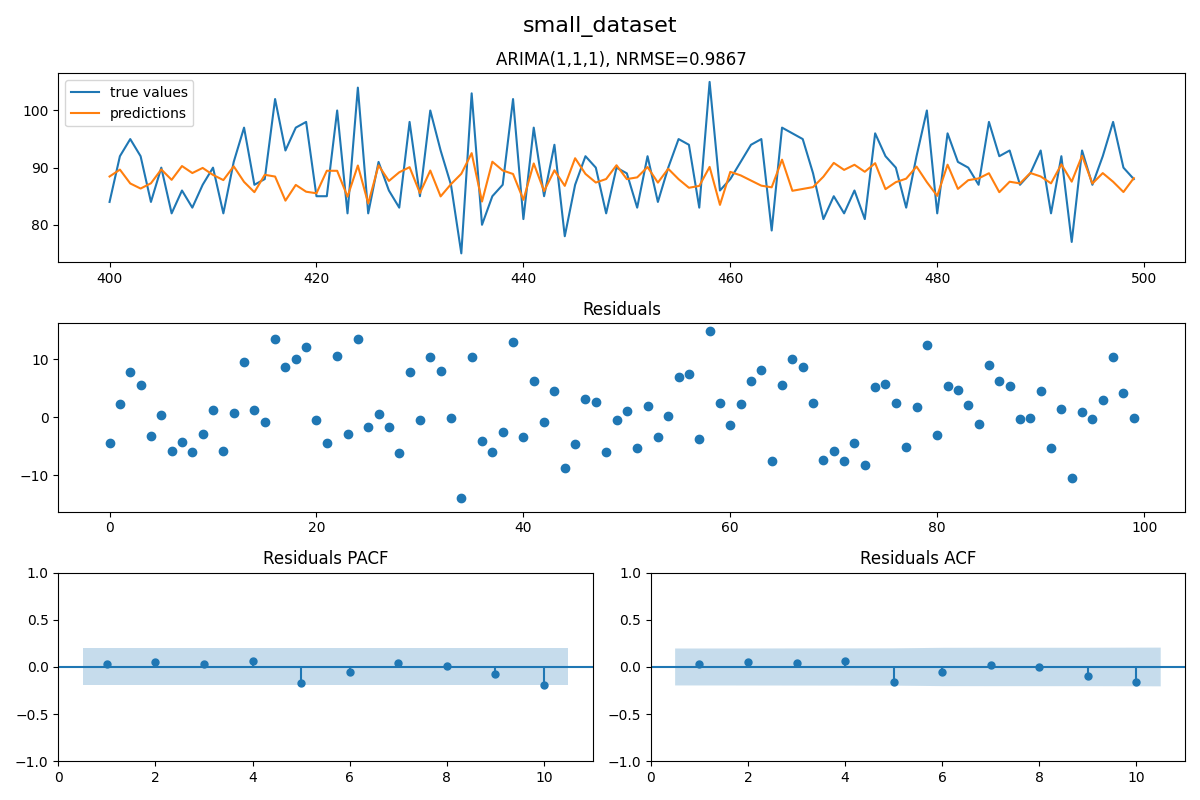 small_dataset
ARIMA(1,1,1), NRMSE=0.9867
true values
predictions
100
90
80
400 420 440 460 480 500
Residuals
10
0
−10
0 20 40 60 80 100
Residuals PACF
1.0
0.5
0.0
−0.5
−1.0
0 2 4 6 8 10
Residuals ACF
1.0
0.5
0.0
−0.5
−1.0
0 2 4 6 8 10